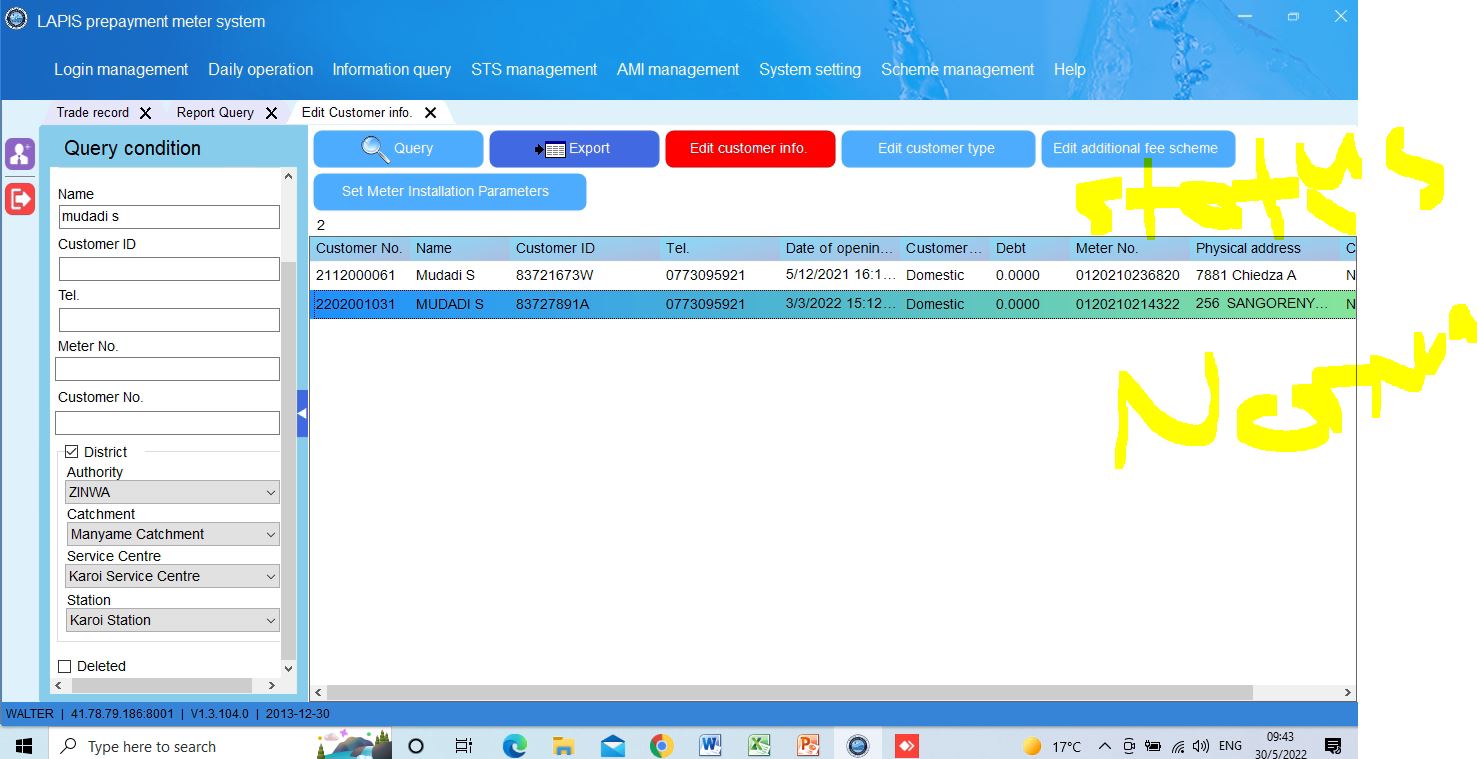 LAPIS prepayment meter system
Login management Daily operation Information query STS management AMI management System setting Scheme management Help
Trade record X Report Query X Edit Customer info. X
Query condition
Query Export Edit customer info. Edit customer type Edit additional fee scheme
Set Meter Installation Parameters
status
Name
mudadi s
Customer ID
Tel.
Meter No.
Customer No.
District
Authority
ZINWA
Catchment
Manyame Catchment
Service Centre
Karoi Service Centre
Station
Karoi Station
Deleted
2
Customer No. Name Customer ID Tel. Date of openin... Customer... Debt Meter No. Physical address C
2112000061 Mudadi S 83721673W 0773095921 5/12/2021 16:1... Domestic 0.0000 0120210236820 7881 Chiedza A N
2202001031 MUDADI S 83727891A 0773095921 3/3/2022 15:12... Domestic 0.0000 0120210214322 256 SANGORENY... N
WALTER | 41.78.79.186:8001 | V1.3.104.0 | 2013-12-30
Type here to search
17°C ENG 09:43
30/5/2022